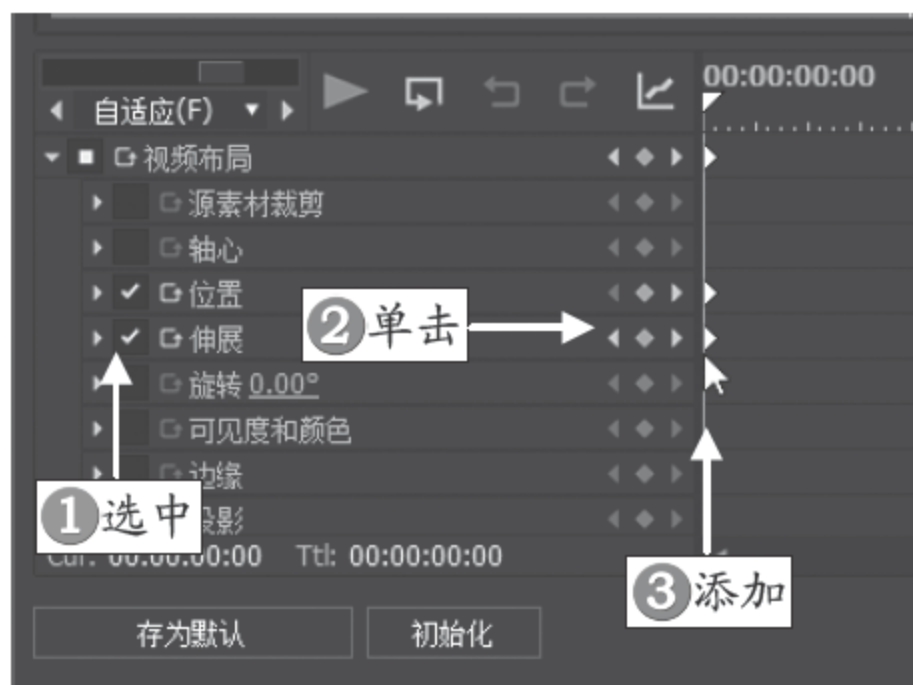 00:00:00:00
自适应(F)
视频布局
源素材裁剪
轴心
位置
伸展
2 单击
旋转 0.00°
可见度和颜色
边缘
1 选中
投影
Cur: 00:00:00:00 Ttl: 00:00:00:00
3 添加
存为默认 初始化